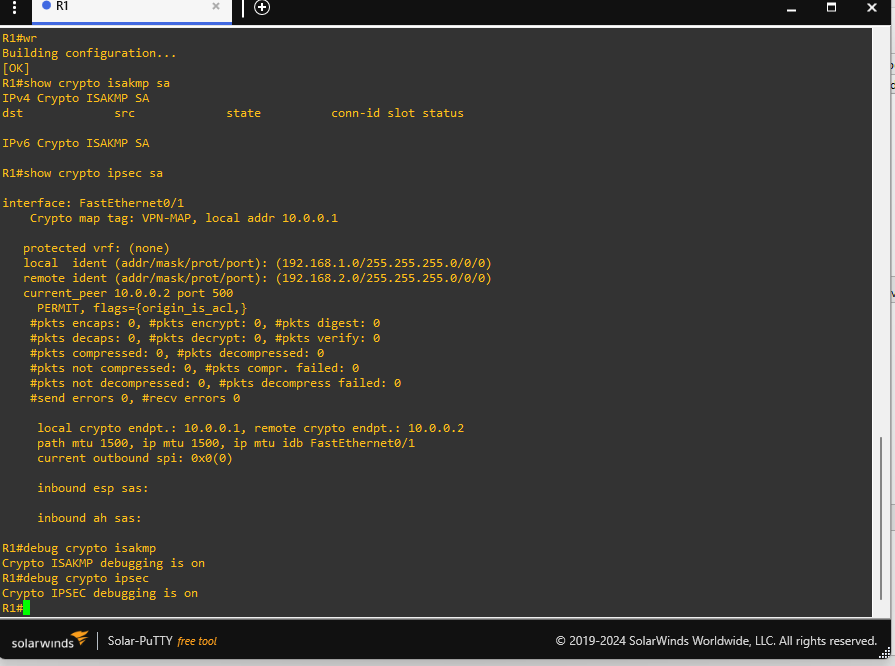 R1
R1#wr
Building configuration...
[OK]
R1#show crypto isakmp sa
IPv4 Crypto ISAKMP SA
dst             src             state          conn-id slot status

IPv6 Crypto ISAKMP SA

R1#show crypto ipsec sa

interface: FastEthernet0/1
    Crypto map tag: VPN-MAP, local addr 10.0.0.1

   protected vrf: (none)
   local  ident (addr/mask/prot/port): (192.168.1.0/255.255.255.0/0/0)
   remote ident (addr/mask/prot/port): (192.168.2.0/255.255.255.0/0/0)
   current_peer 10.0.0.2 port 500
     PERMIT, flags={origin_is_acl,}
    #pkts encaps: 0, #pkts encrypt: 0, #pkts digest: 0
    #pkts decaps: 0, #pkts decrypt: 0, #pkts verify: 0
    #pkts compressed: 0, #pkts decompressed: 0
    #pkts not compressed: 0, #pkts compr. failed: 0
    #pkts not decompressed: 0, #pkts decompress failed: 0
    #send errors 0, #recv errors 0

     local crypto endpt.: 10.0.0.1, remote crypto endpt.: 10.0.0.2
     path mtu 1500, ip mtu 1500, ip mtu idb FastEthernet0/1
     current outbound spi: 0x0(0)

     inbound esp sas:

     inbound ah sas:

R1#debug crypto isakmp
Crypto ISAKMP debugging is on
R1#debug crypto ipsec
Crypto IPSEC debugging is on
R1#
solarwinds | Solar-PuTTY free tool © 2019-2024 SolarWinds Worldwide, LLC. All rights reserved.